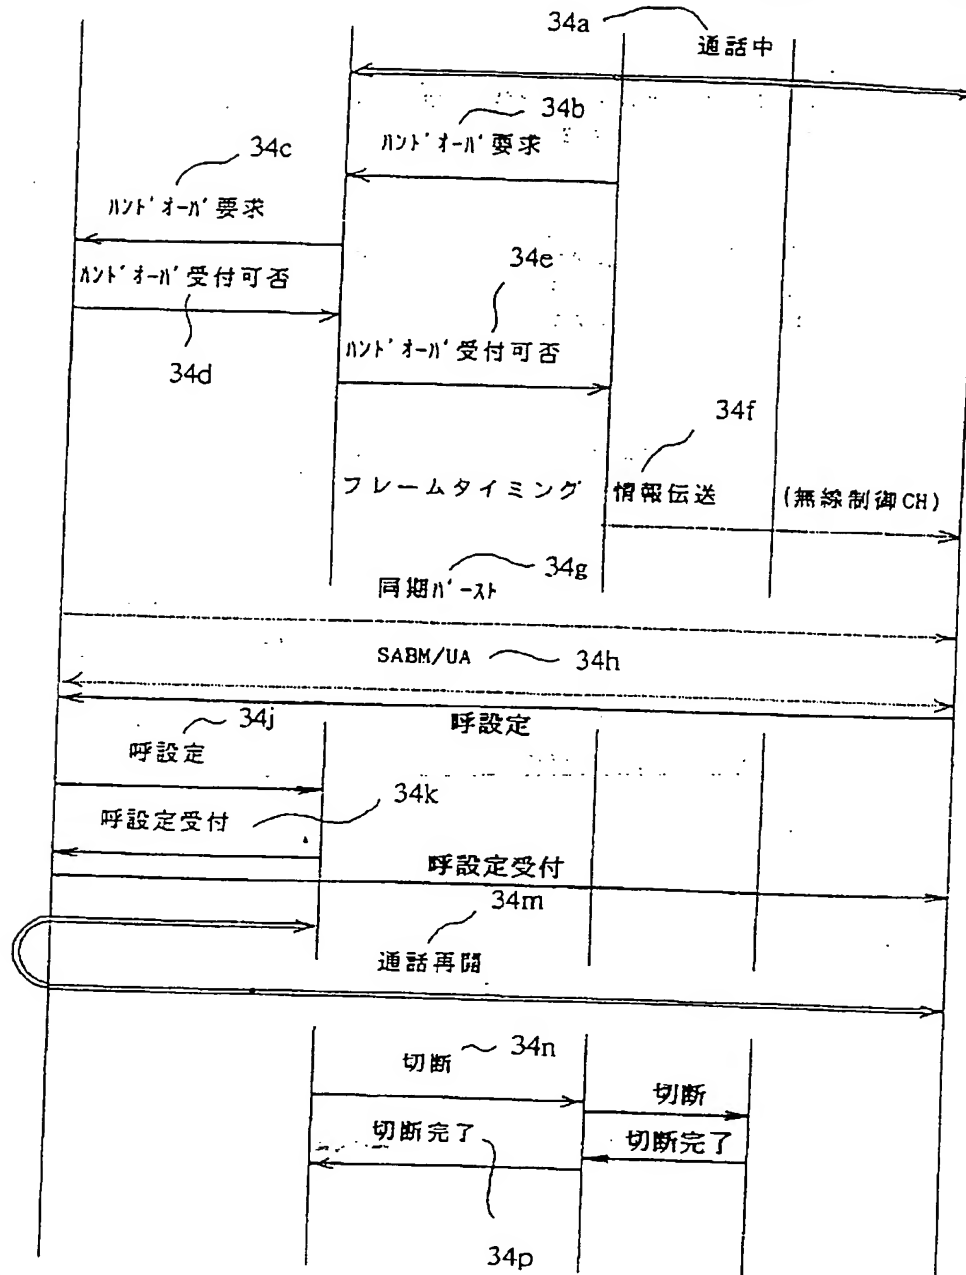 34a
通話中
34b
ﾊﾝﾄﾞｵｰﾊﾞ要求
34c
ﾊﾝﾄﾞｵｰﾊﾞ要求
34e
ﾊﾝﾄﾞｵｰﾊﾞ受付可否
34d
ﾊﾝﾄﾞｵｰﾊﾞ受付可否
34f
フレームタイミング 情報伝送 (無線制御CH)
34g
同期ﾊﾞｰｽﾄ
SABM/UA 34h
34j
呼設定
呼設定
34k
呼設定受付
呼設定受付
34m
通話再開
切断 34n
切断
切断完了
切断完了
34p